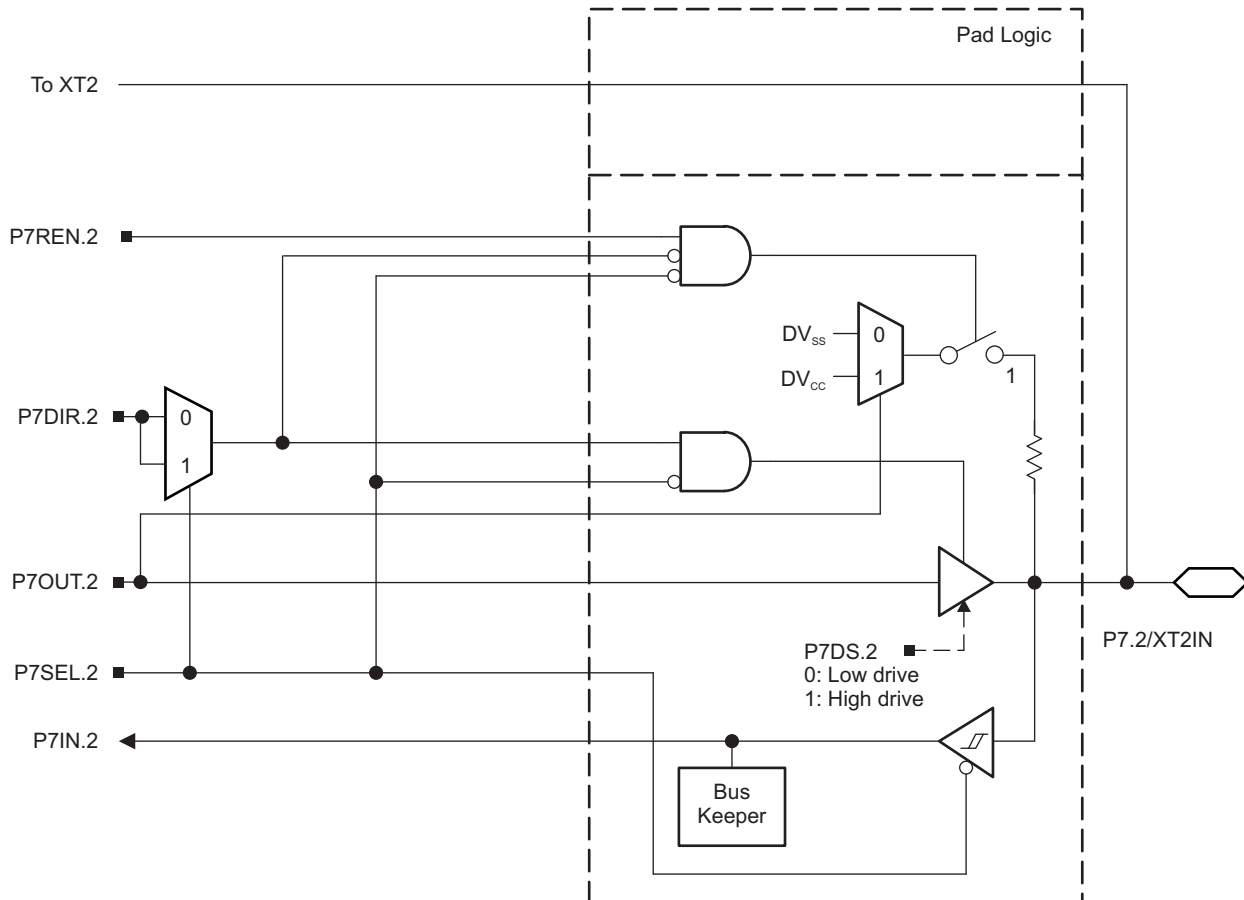 Pad Logic
To XT2
P7REN.2
DVSS
0
DVCC
1
1
P7DIR.2
0
1
P7OUT.2
P7SEL.2
P7DS.2
0: Low drive
1: High drive
P7.2/XT2IN
P7IN.2
Bus
Keeper